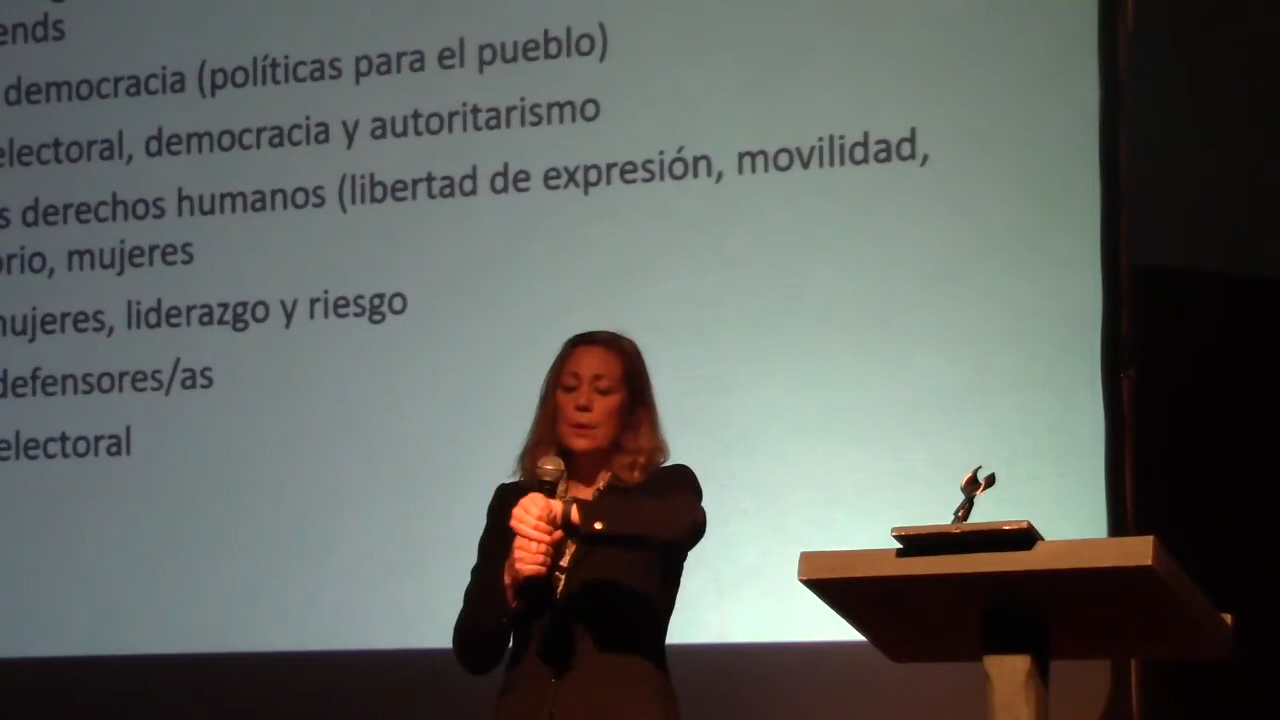 ends
democracia (políticas para el pueblo)
electoral, democracia y autoritarismo
s derechos humanos (libertad de expresión, movilidad,
orio, mujeres
mujeres, liderazgo y riesgo
defensores/as
electoral